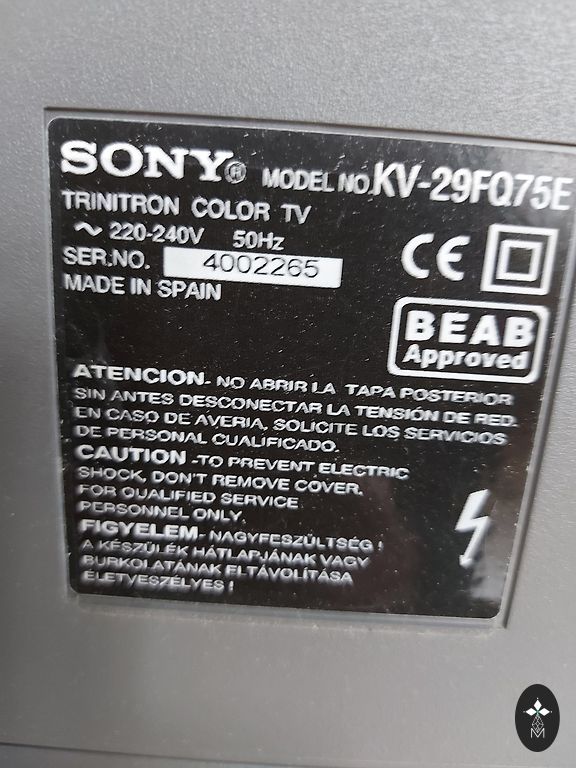 SONY® MODEL NO. KV-29FQ75E
TRINITRON COLOR TV
~ 220-240V 50Hz
SER.NO. 4002265
MADE IN SPAIN
CE
BEAB
Approved
ATENCION- NO ABRIR LA TAPA POSTERIOR
SIN ANTES DESCONECTAR LA TENSIÓN DE RED.
EN CASO DE AVERIA, SOLICITE LOS SERVICIOS
DE PERSONAL CUALIFICADO.
CAUTION -TO PREVENT ELECTRIC
SHOCK, DON'T REMOVE COVER.
FOR QUALIFIED SERVICE
PERSONNEL ONLY.
FIGYELEM- NAGYFESZÜLTSÉG !
A KÉSZÜLÉK HÁTLAPJÁNAK VAGY
BURKOLATÁNAK ELTÁVOLÍTÁSA
ÉLETVESZÉLYES !
M